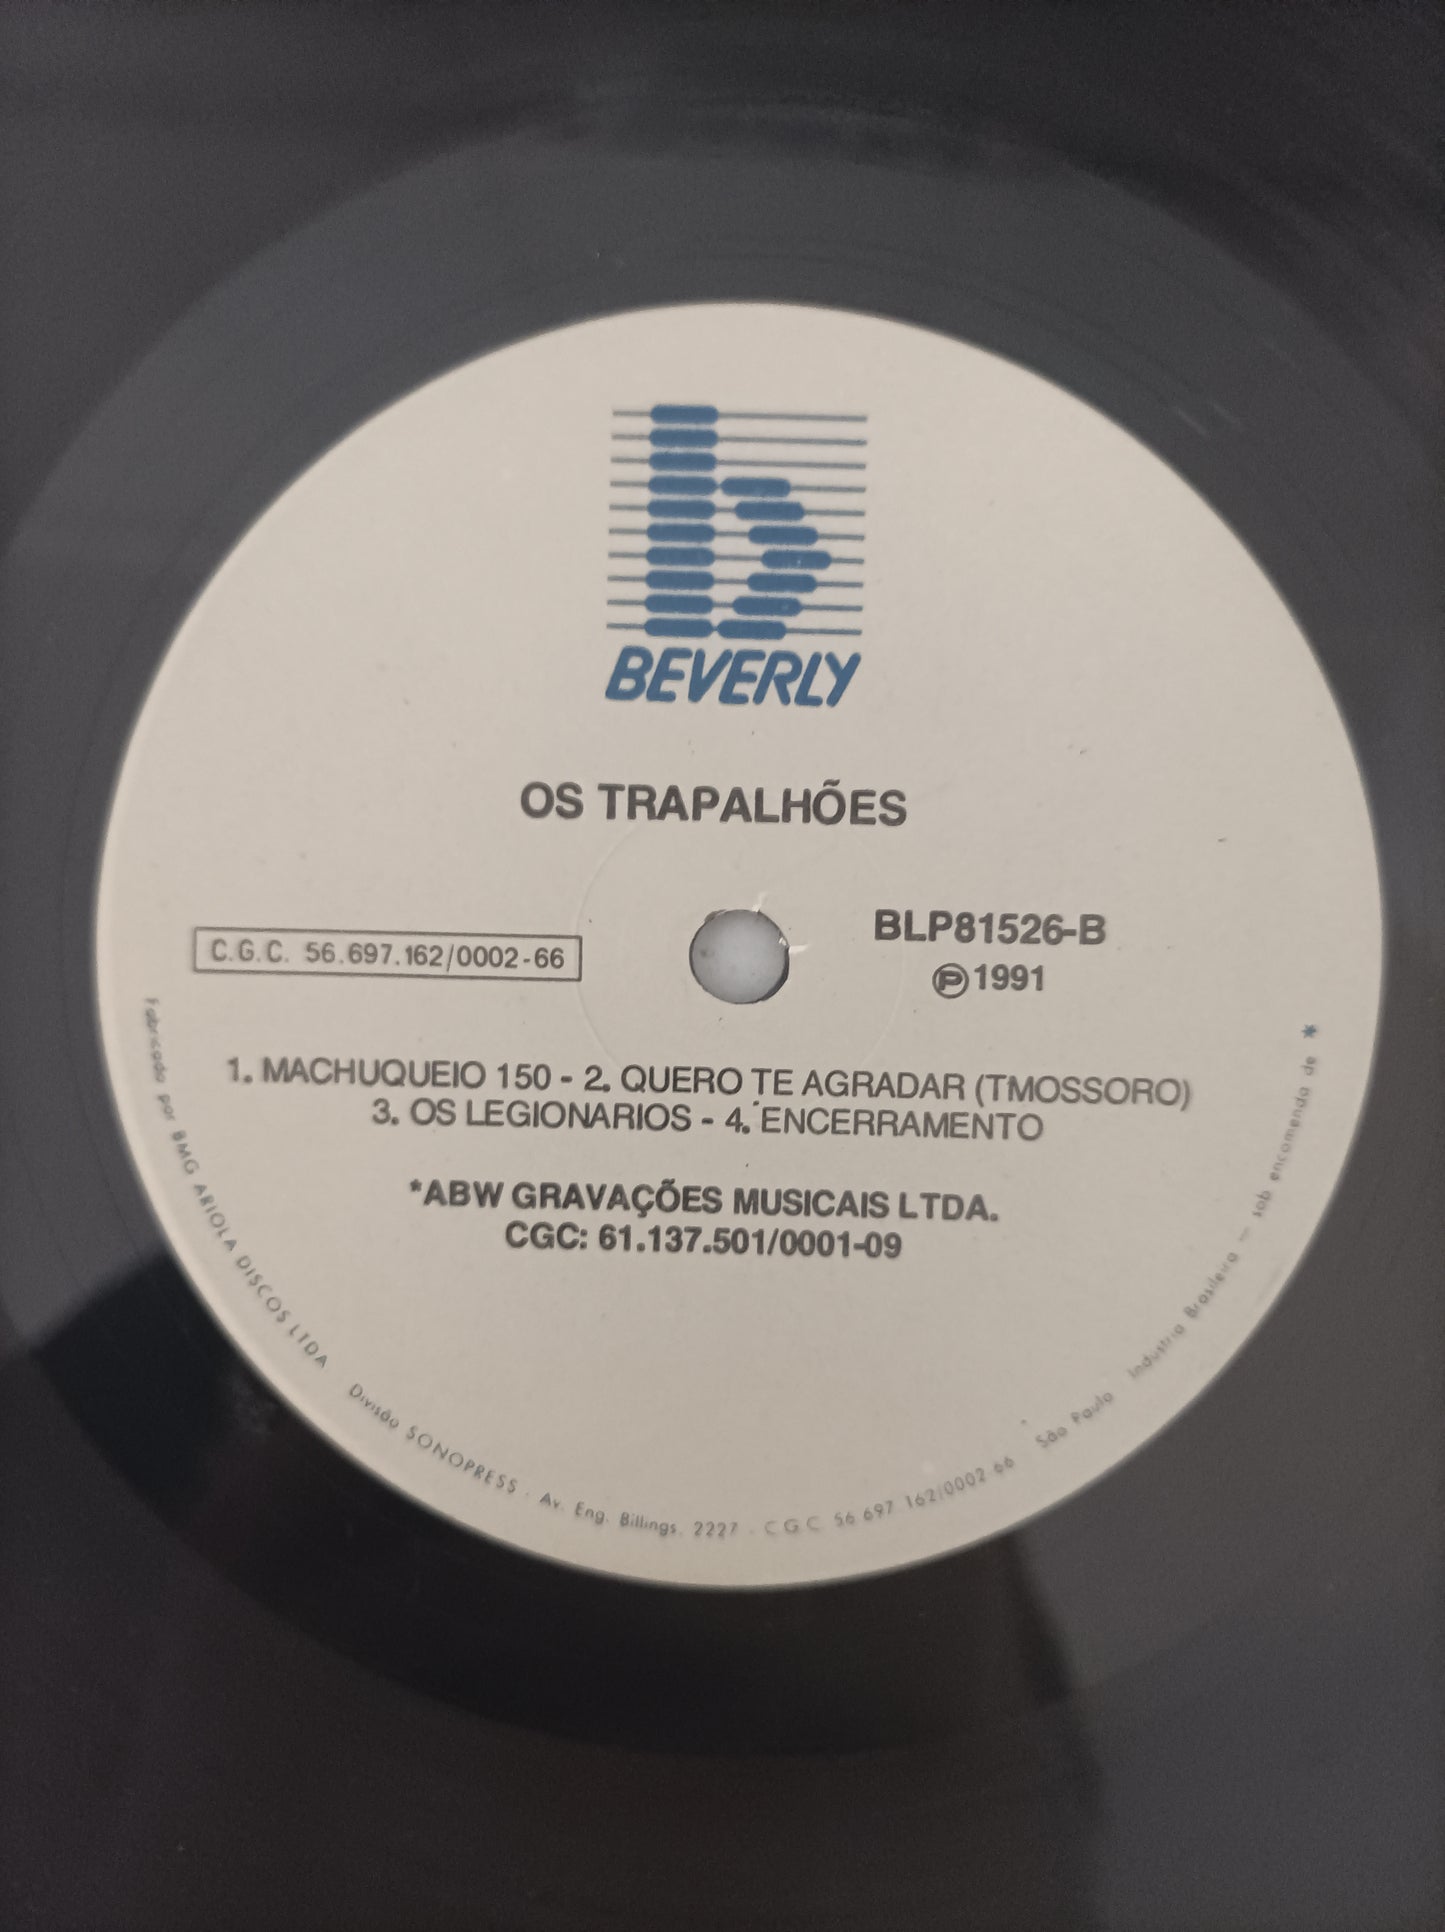 BEVERLY
OS TRAPALHÕES
C.G.C. 56.697.162/0002-66
BLP81526-B
Ⓟ1991
1. MACHUQUEIO 150 - 2. QUERO TE AGRADAR (TMOSSORO)
3. OS LEGIONARIOS - 4. ENCERRAMENTO
*ABW GRAVAÇÕES MUSICAIS LTDA.
CGC: 61.137.501/0001-09
Fabricado por BMG ARIOLA DISCOS LTDA Divisão SONOPRESS . Av. Eng. Billings, 2227 . C G C 56 697 162/0002 66 São Paulo Industria Brasileira — sob encomenda de *